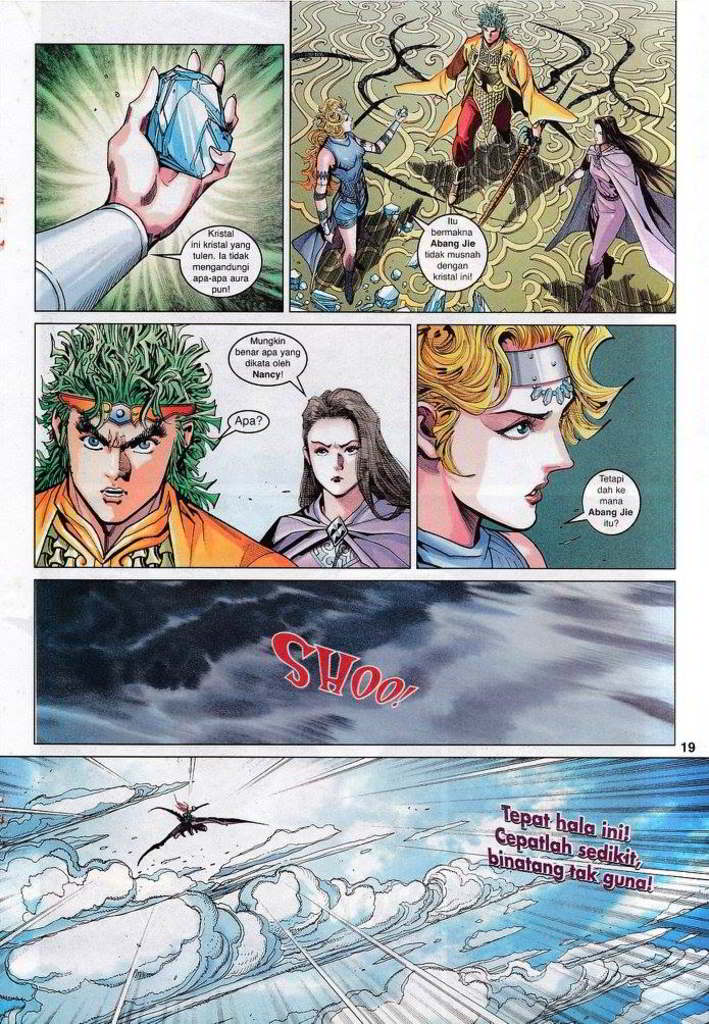 Kristal
ini kristal yang
tulen. Ia tidak
mengandungi
apa-apa aura
pun!
Itu
bermakna
Abang Jie
tidak musnah
dengan
kristal ini!
Mungkin
benar apa yang
dikata oleh
Nancy!
Apa?
Tetapi
dah ke
mana
Abang Jie
itu?
SHOO!
19
Tepat hala ini!
Cepatlah sedikit,
binatang tak guna!